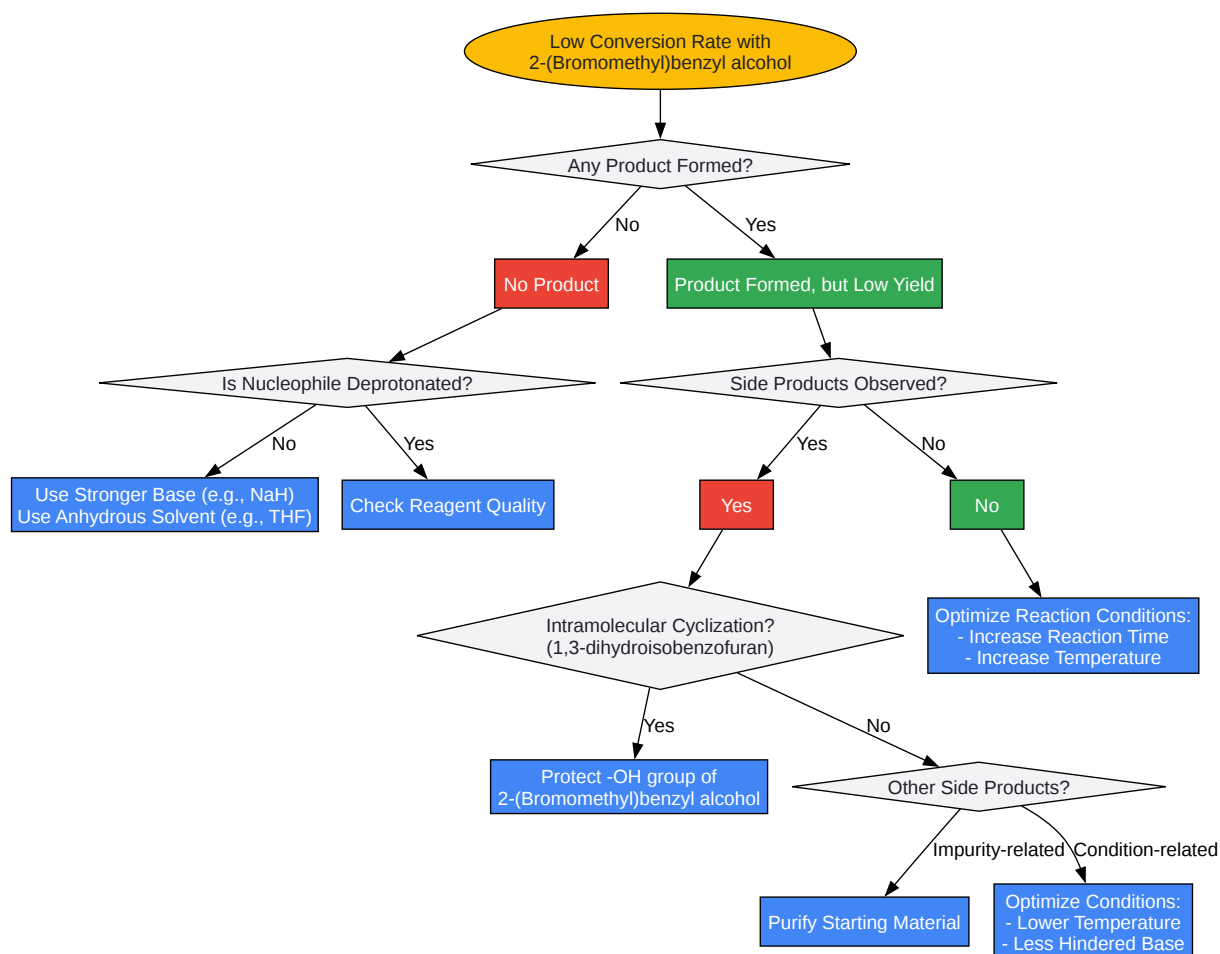 Low Conversion Rate with
2-(Bromomethyl)benzyl alcohol
Any Product Formed?
No
Yes
No Product
Product Formed, but Low Yield
Is Nucleophile Deprotonated?
Side Products Observed?
No
Yes
Yes
No
Use Stronger Base (e.g., NaH)
Use Anhydrous Solvent (e.g., THF)
Check Reagent Quality
Yes
No
Intramolecular Cyclization?
(1,3-dihydroisobenzofuran)
Optimize Reaction Conditions:
- Increase Reaction Time
- Increase Temperature
Yes
No
Protect -OH group of
2-(Bromomethyl)benzyl alcohol
Other Side Products?
Impurity-related
Condition-related
Purify Starting Material
Optimize Conditions:
- Lower Temperature
- Less Hindered Base